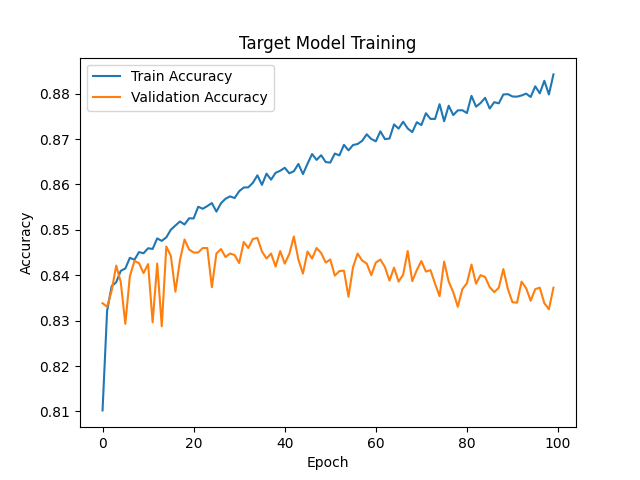 Target Model Training
Train Accuracy
Validation Accuracy
0.88
0.87
0.86
0.85
0.84
0.83
0.82
0.81
Accuracy
0 20 40 60 80 100
Epoch